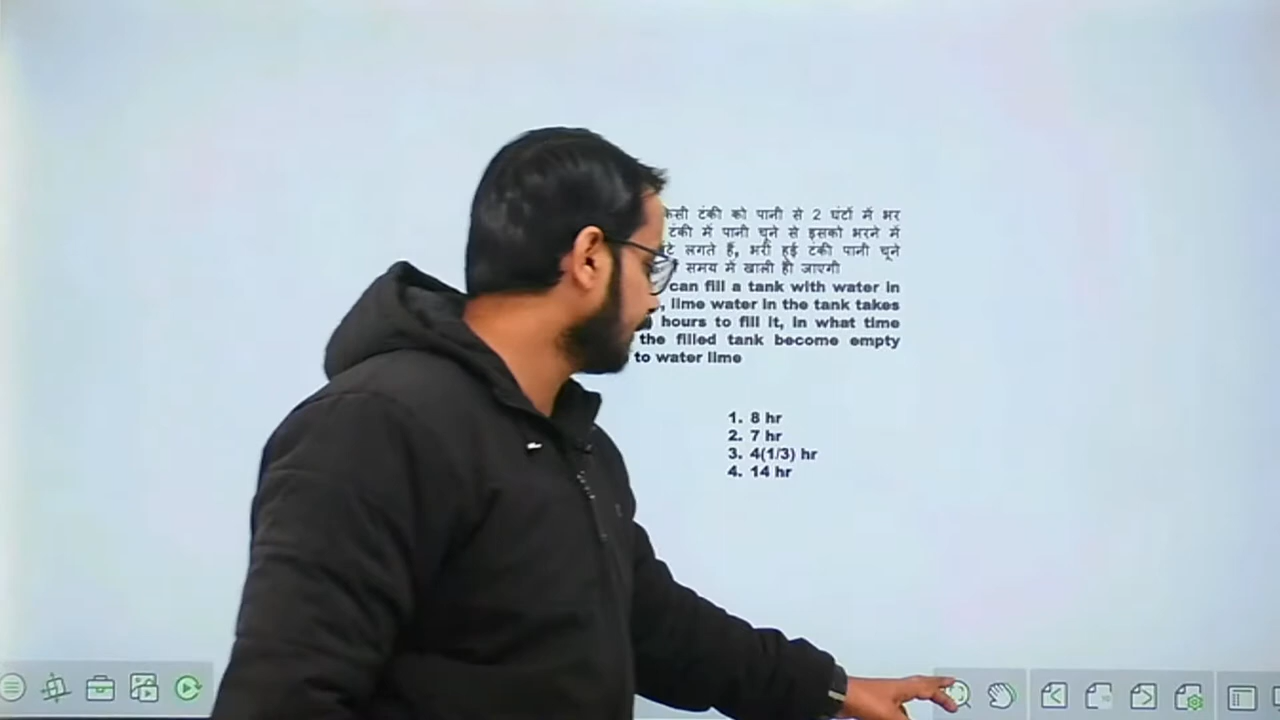 टंकी को पानी से 2 घंटों में भर
टंकी में पानी चूने से इसको भरने में
लगते हैं, भरी हुई टंकी पानी चूने
समय में खाली हो जाएगी
can fill a tank with water in
, lime water in the tank takes
) hours to fill it, in what time
the filled tank become empty
to water lime
1. 8 hr
2. 7 hr
3. 4(1/3) hr
4. 14 hr